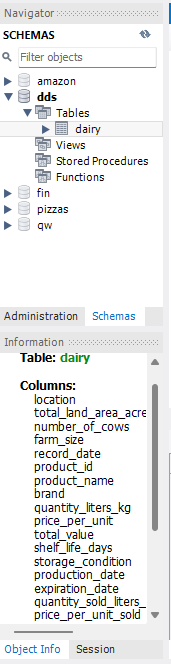 Navigator
SCHEMAS
Filter objects
amazon
dds
Tables
dairy
Views
Stored Procedures
Functions
fin
pizzas
qw
Administration Schemas
Information
Table: dairy
Columns:
location
total_land_area_acre
number_of_cows
farm_size
record_date
product_id
product_name
brand
quantity_liters_kg
price_per_unit
total_value
shelf_life_days
storage_condition
production_date
expiration_date
quantity_sold_liters_
price_per_unit_sold
Object Info Session